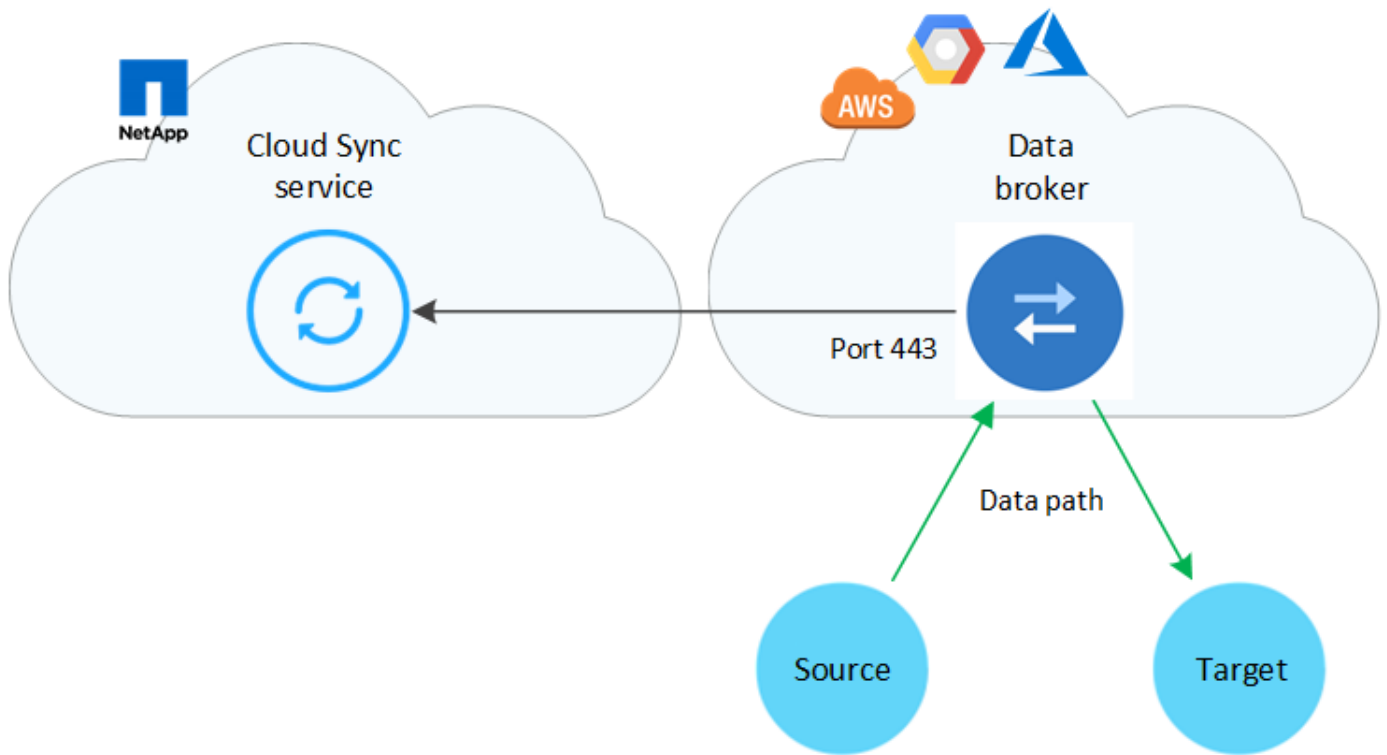 NetApp
Cloud Sync
service
AWS
Data
broker
Port 443
Data path
Source
Target